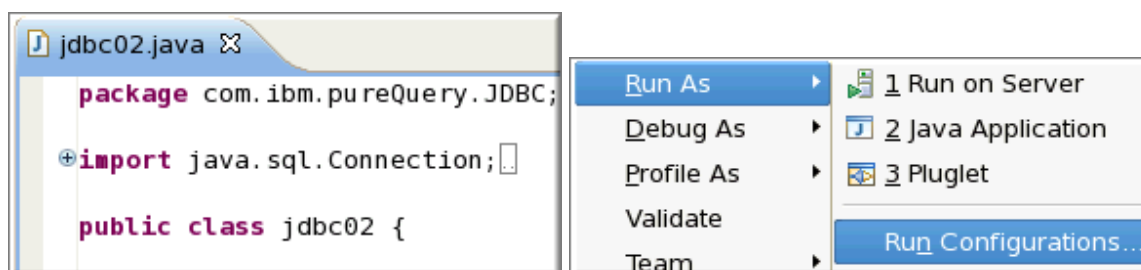 jdbc02.java
package com.ibm.pureQuery.JDBC;
import java.sql.Connection;
public class jdbc02 {
Run As
Debug As
Profile As
Validate
Team
1 Run on Server
2 Java Application
3 Pluglet
Run Configurations...